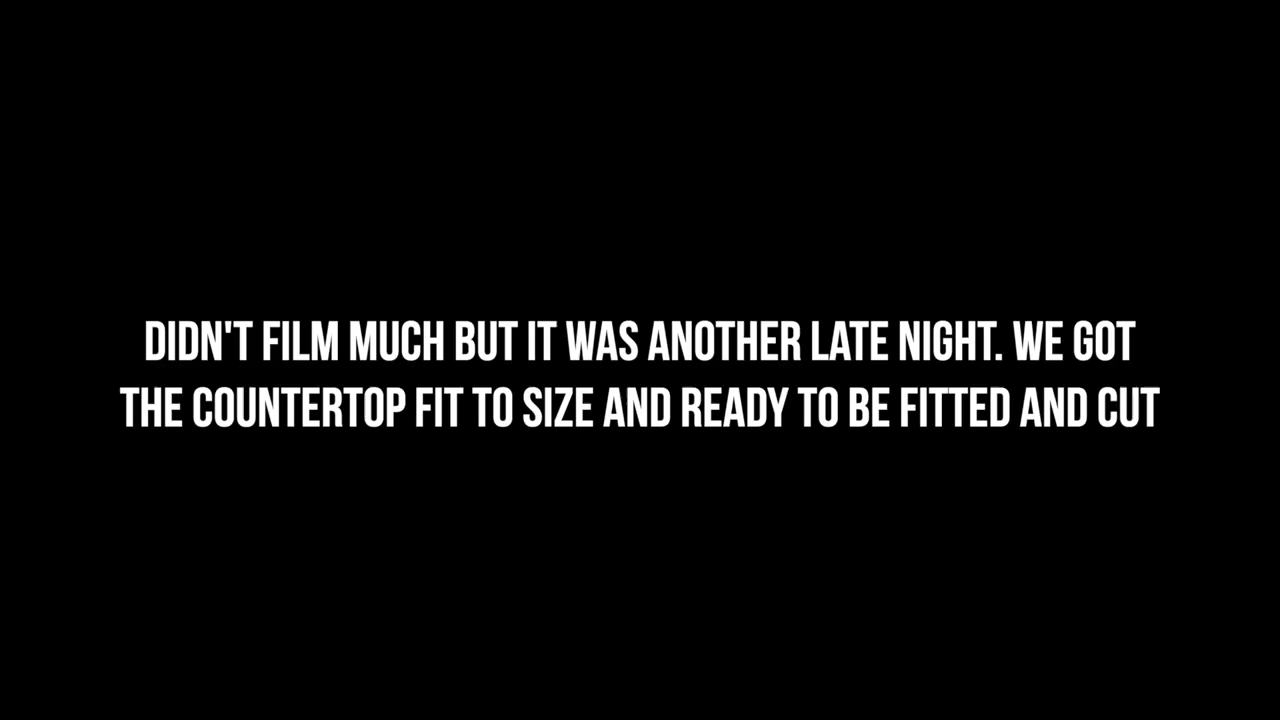 DIDN'T FILM MUCH BUT IT WAS ANOTHER LATE NIGHT. WE GOT
THE COUNTERTOP FIT TO SIZE AND READY TO BE FITTED AND CUT